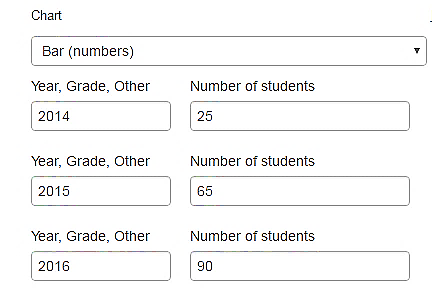 Chart
Bar (numbers)
Year, Grade, Other Number of students
2014 25
Year, Grade, Other Number of students
2015 65
Year, Grade, Other Number of students
2016 90